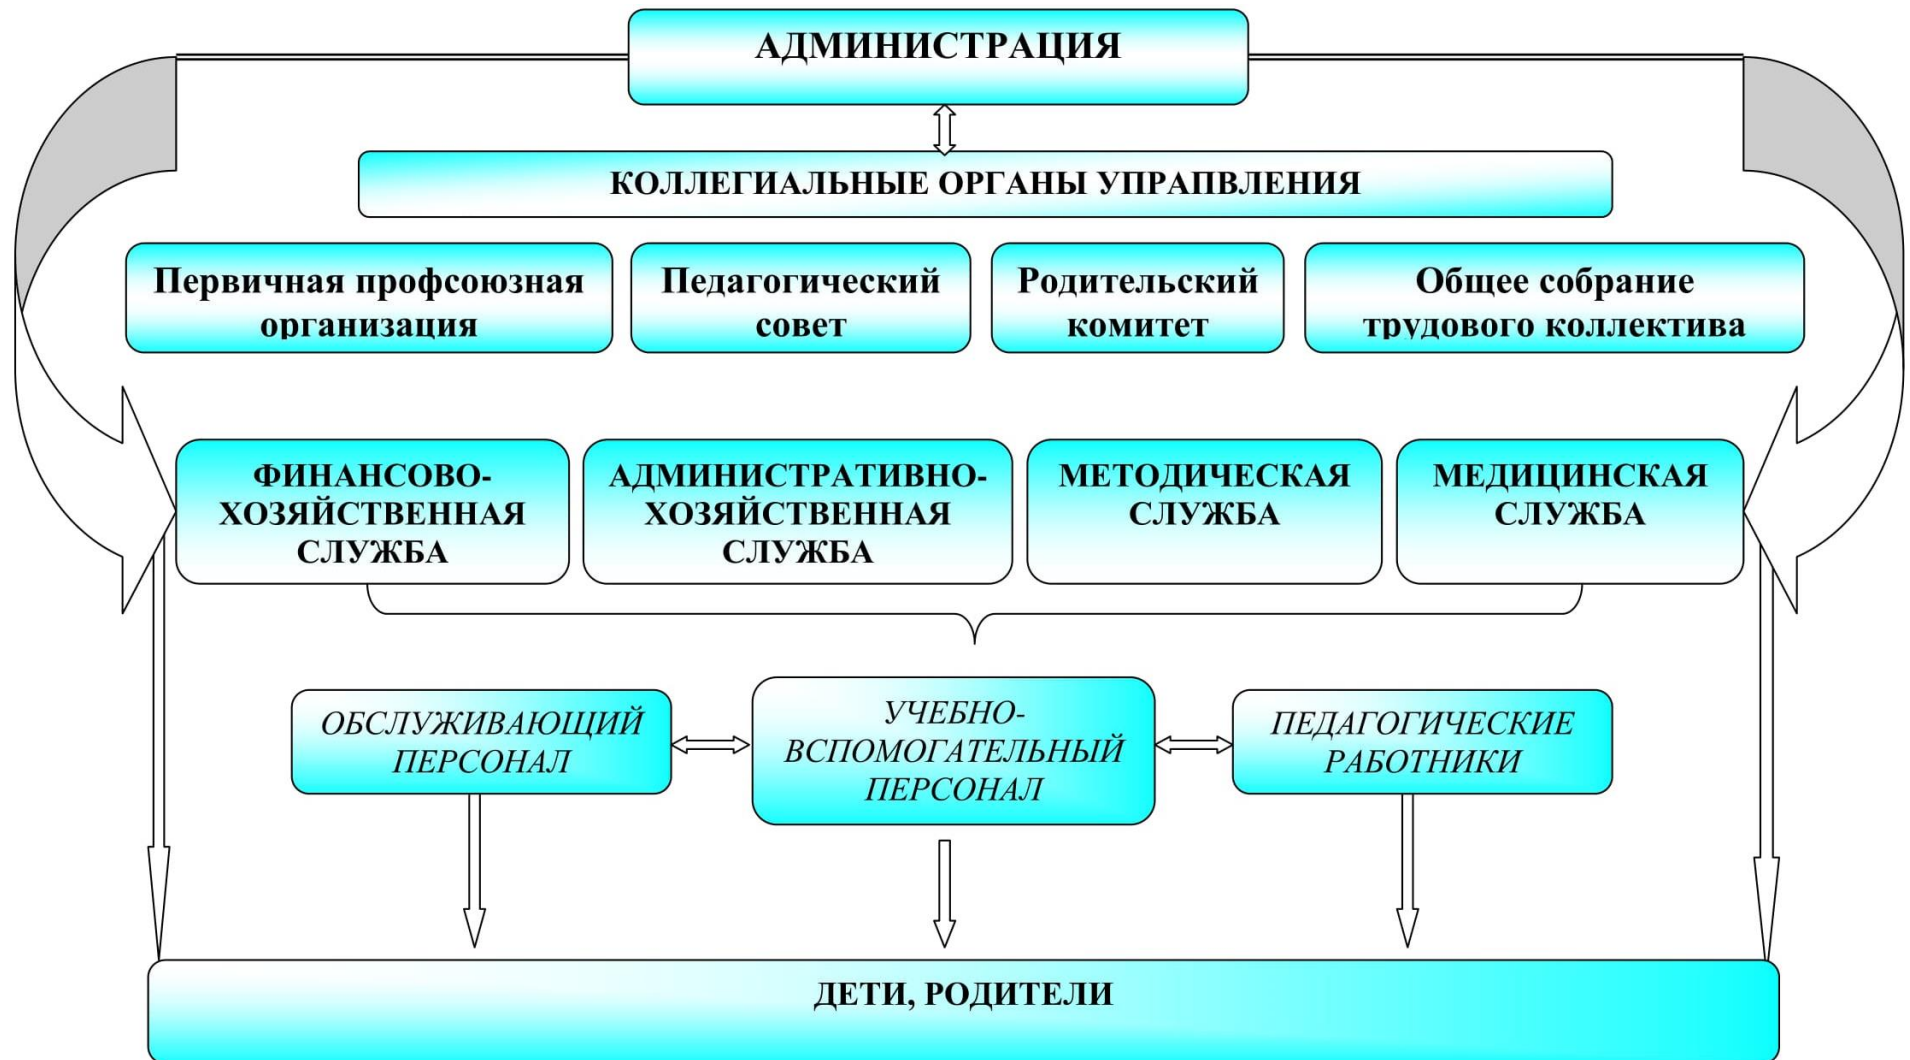 АДМИНИСТРАЦИЯ
КОЛЛЕГИАЛЬНЫЕ ОРГАНЫ УПРАПВЛЕНИЯ
Первичная профсоюзная
организация
Педагогический
совет
Родительский
комитет
Общее собрание
трудового коллектива
ФИНАНСОВО-
ХОЗЯЙСТВЕННАЯ
СЛУЖБА
АДМИНИСТРАТИВНО-
ХОЗЯЙСТВЕННАЯ
СЛУЖБА
МЕТОДИЧЕСКАЯ
СЛУЖБА
МЕДИЦИНСКАЯ
СЛУЖБА
ОБСЛУЖИВАЮЩИЙ
ПЕРСОНАЛ
УЧЕБНО-
ВСПОМОГАТЕЛЬНЫЙ
ПЕРСОНАЛ
ПЕДАГОГИЧЕСКИЕ
РАБОТНИКИ
ДЕТИ, РОДИТЕЛИ